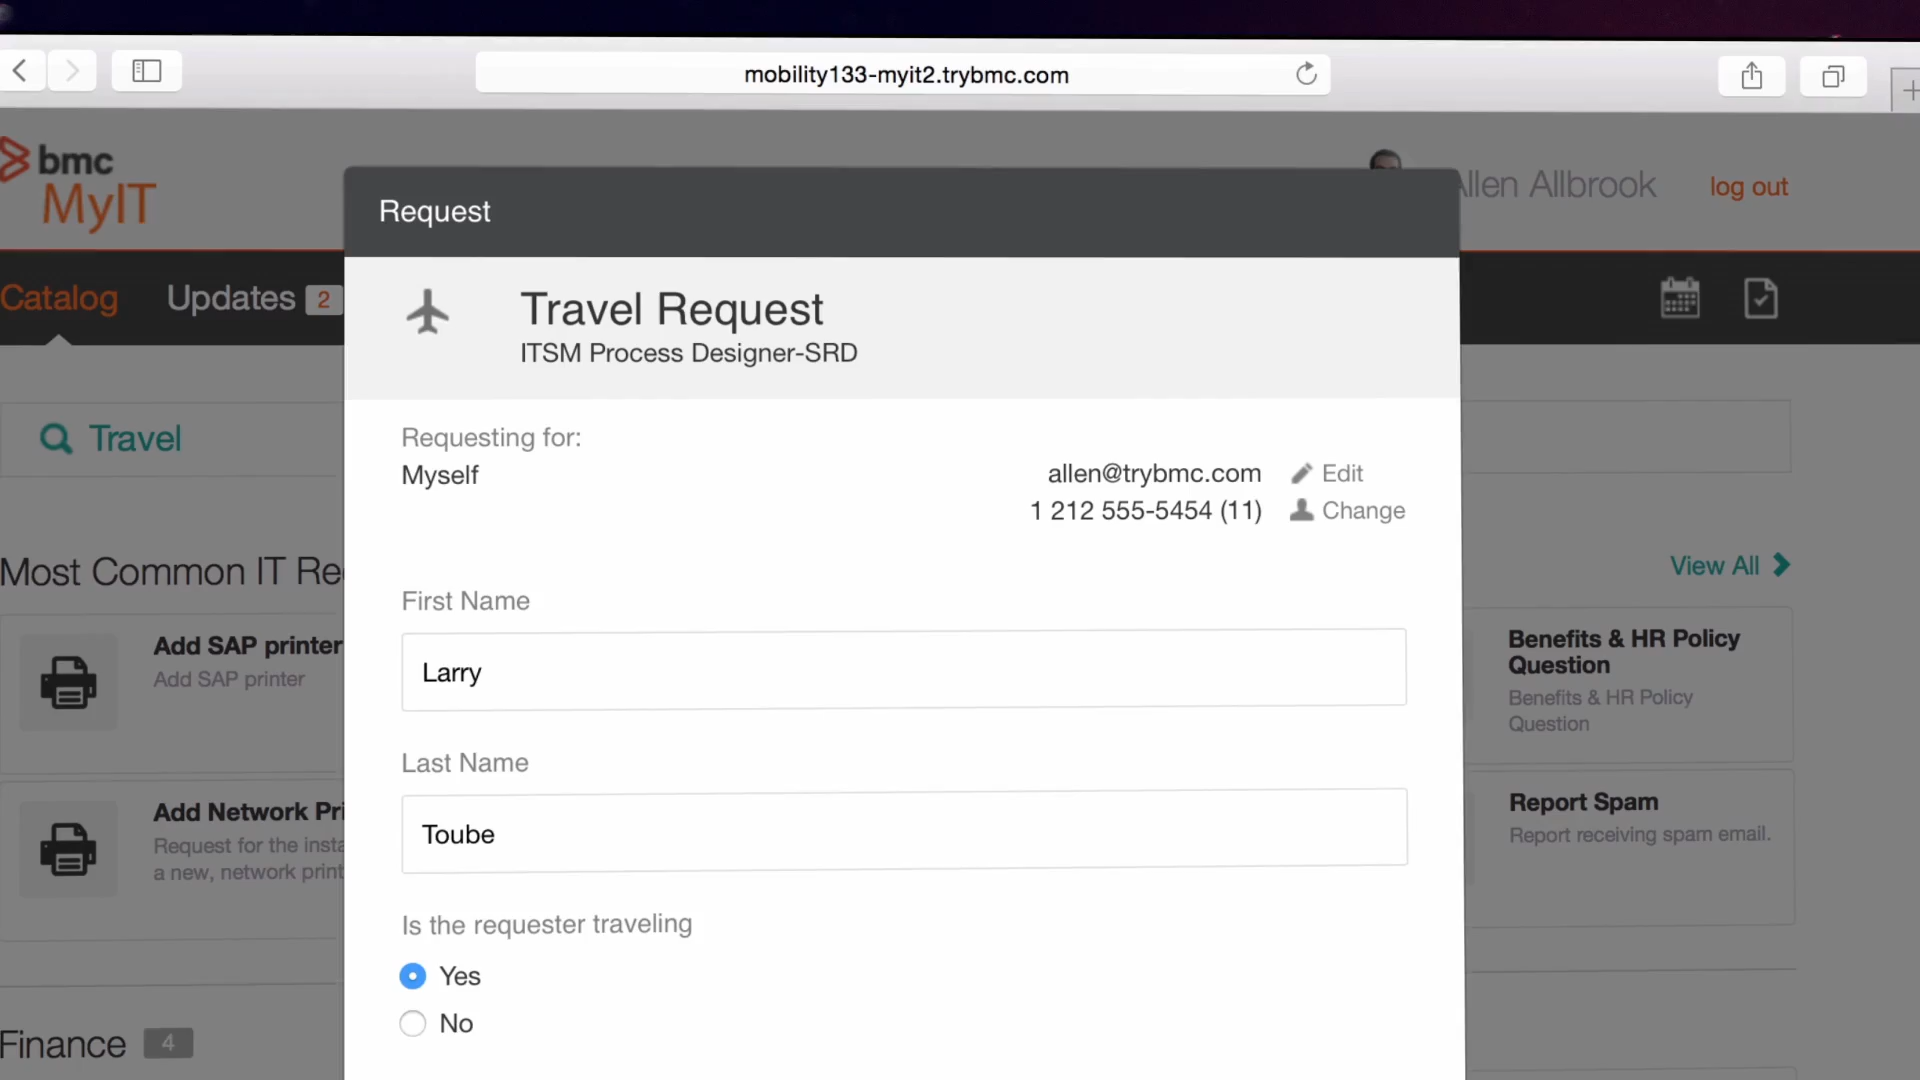 mobility133-myit2.trybmc.com
bmc
MyIT
Allen Allbrook
log out
Request
Catalog
Updates 2
Travel Request
ITSM Process Designer-SRD
Travel
Requesting for:
Myself
allen@trybmc.com
Edit
1 212 555-5454 (11)
Change
Most Common IT Re
View All
First Name
Larry
Add SAP printer
Add SAP printer
Benefits & HR Policy
Question
Benefits & HR Policy
Question
Last Name
Toube
Add Network Pri
Request for the insta
a new, network print
Report Spam
Report receiving spam email.
Is the requester traveling
Yes
No
Finance 4